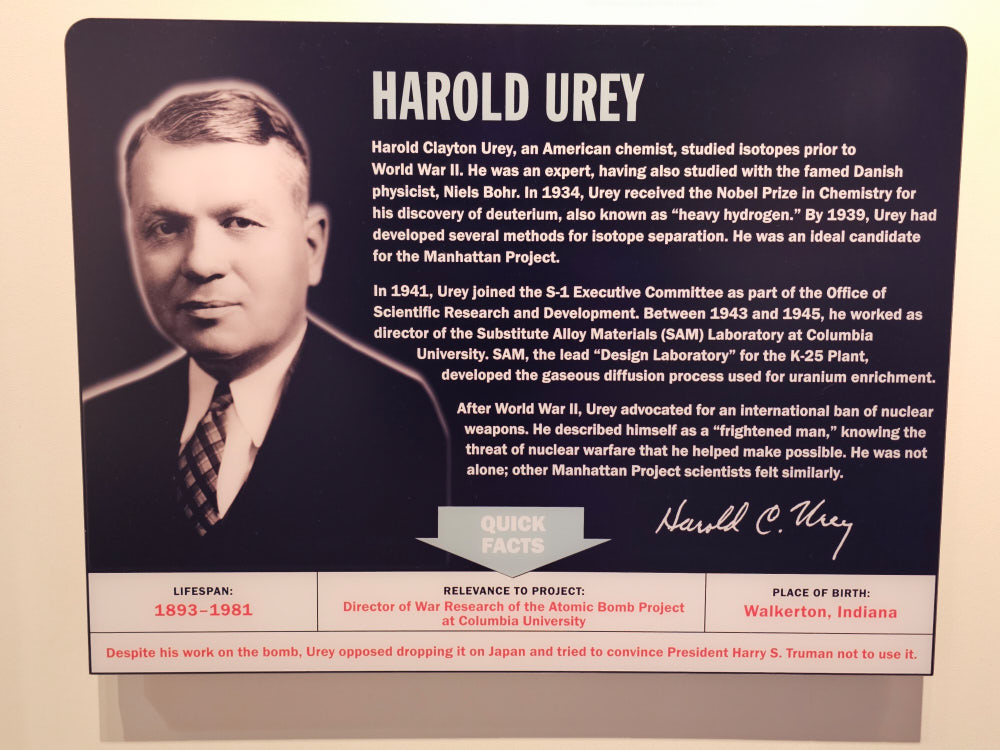 HAROLD UREY
Harold Clayton Urey, an American chemist, studied isotopes prior to
World War II. He was an expert, having also studied with the famed Danish
physicist, Niels Bohr. In 1934, Urey received the Nobel Prize in Chemistry for
his discovery of deuterium, also known as “heavy hydrogen.” By 1939, Urey had
developed several methods for isotope separation. He was an ideal candidate
for the Manhattan Project.
In 1941, Urey joined the S-1 Executive Committee as part of the Office of
Scientific Research and Development. Between 1943 and 1945, he worked as
director of the Substitute Alloy Materials (SAM) Laboratory at Columbia
University. SAM, the lead “Design Laboratory” for the K-25 Plant,
developed the gaseous diffusion process used for uranium enrichment.
After World War II, Urey advocated for an international ban of nuclear
weapons. He described himself as a “frightened man,” knowing the
threat of nuclear warfare that he helped make possible. He was not
alone; other Manhattan Project scientists felt similarly.
Harold C. Urey
QUICK
FACTS
LIFESPAN:
1893–1981
RELEVANCE TO PROJECT:
Director of War Research of the Atomic Bomb Project
at Columbia University
PLACE OF BIRTH:
Walkerton, Indiana
Despite his work on the bomb, Urey opposed dropping it on Japan and tried to convince President Harry S. Truman not to use it.